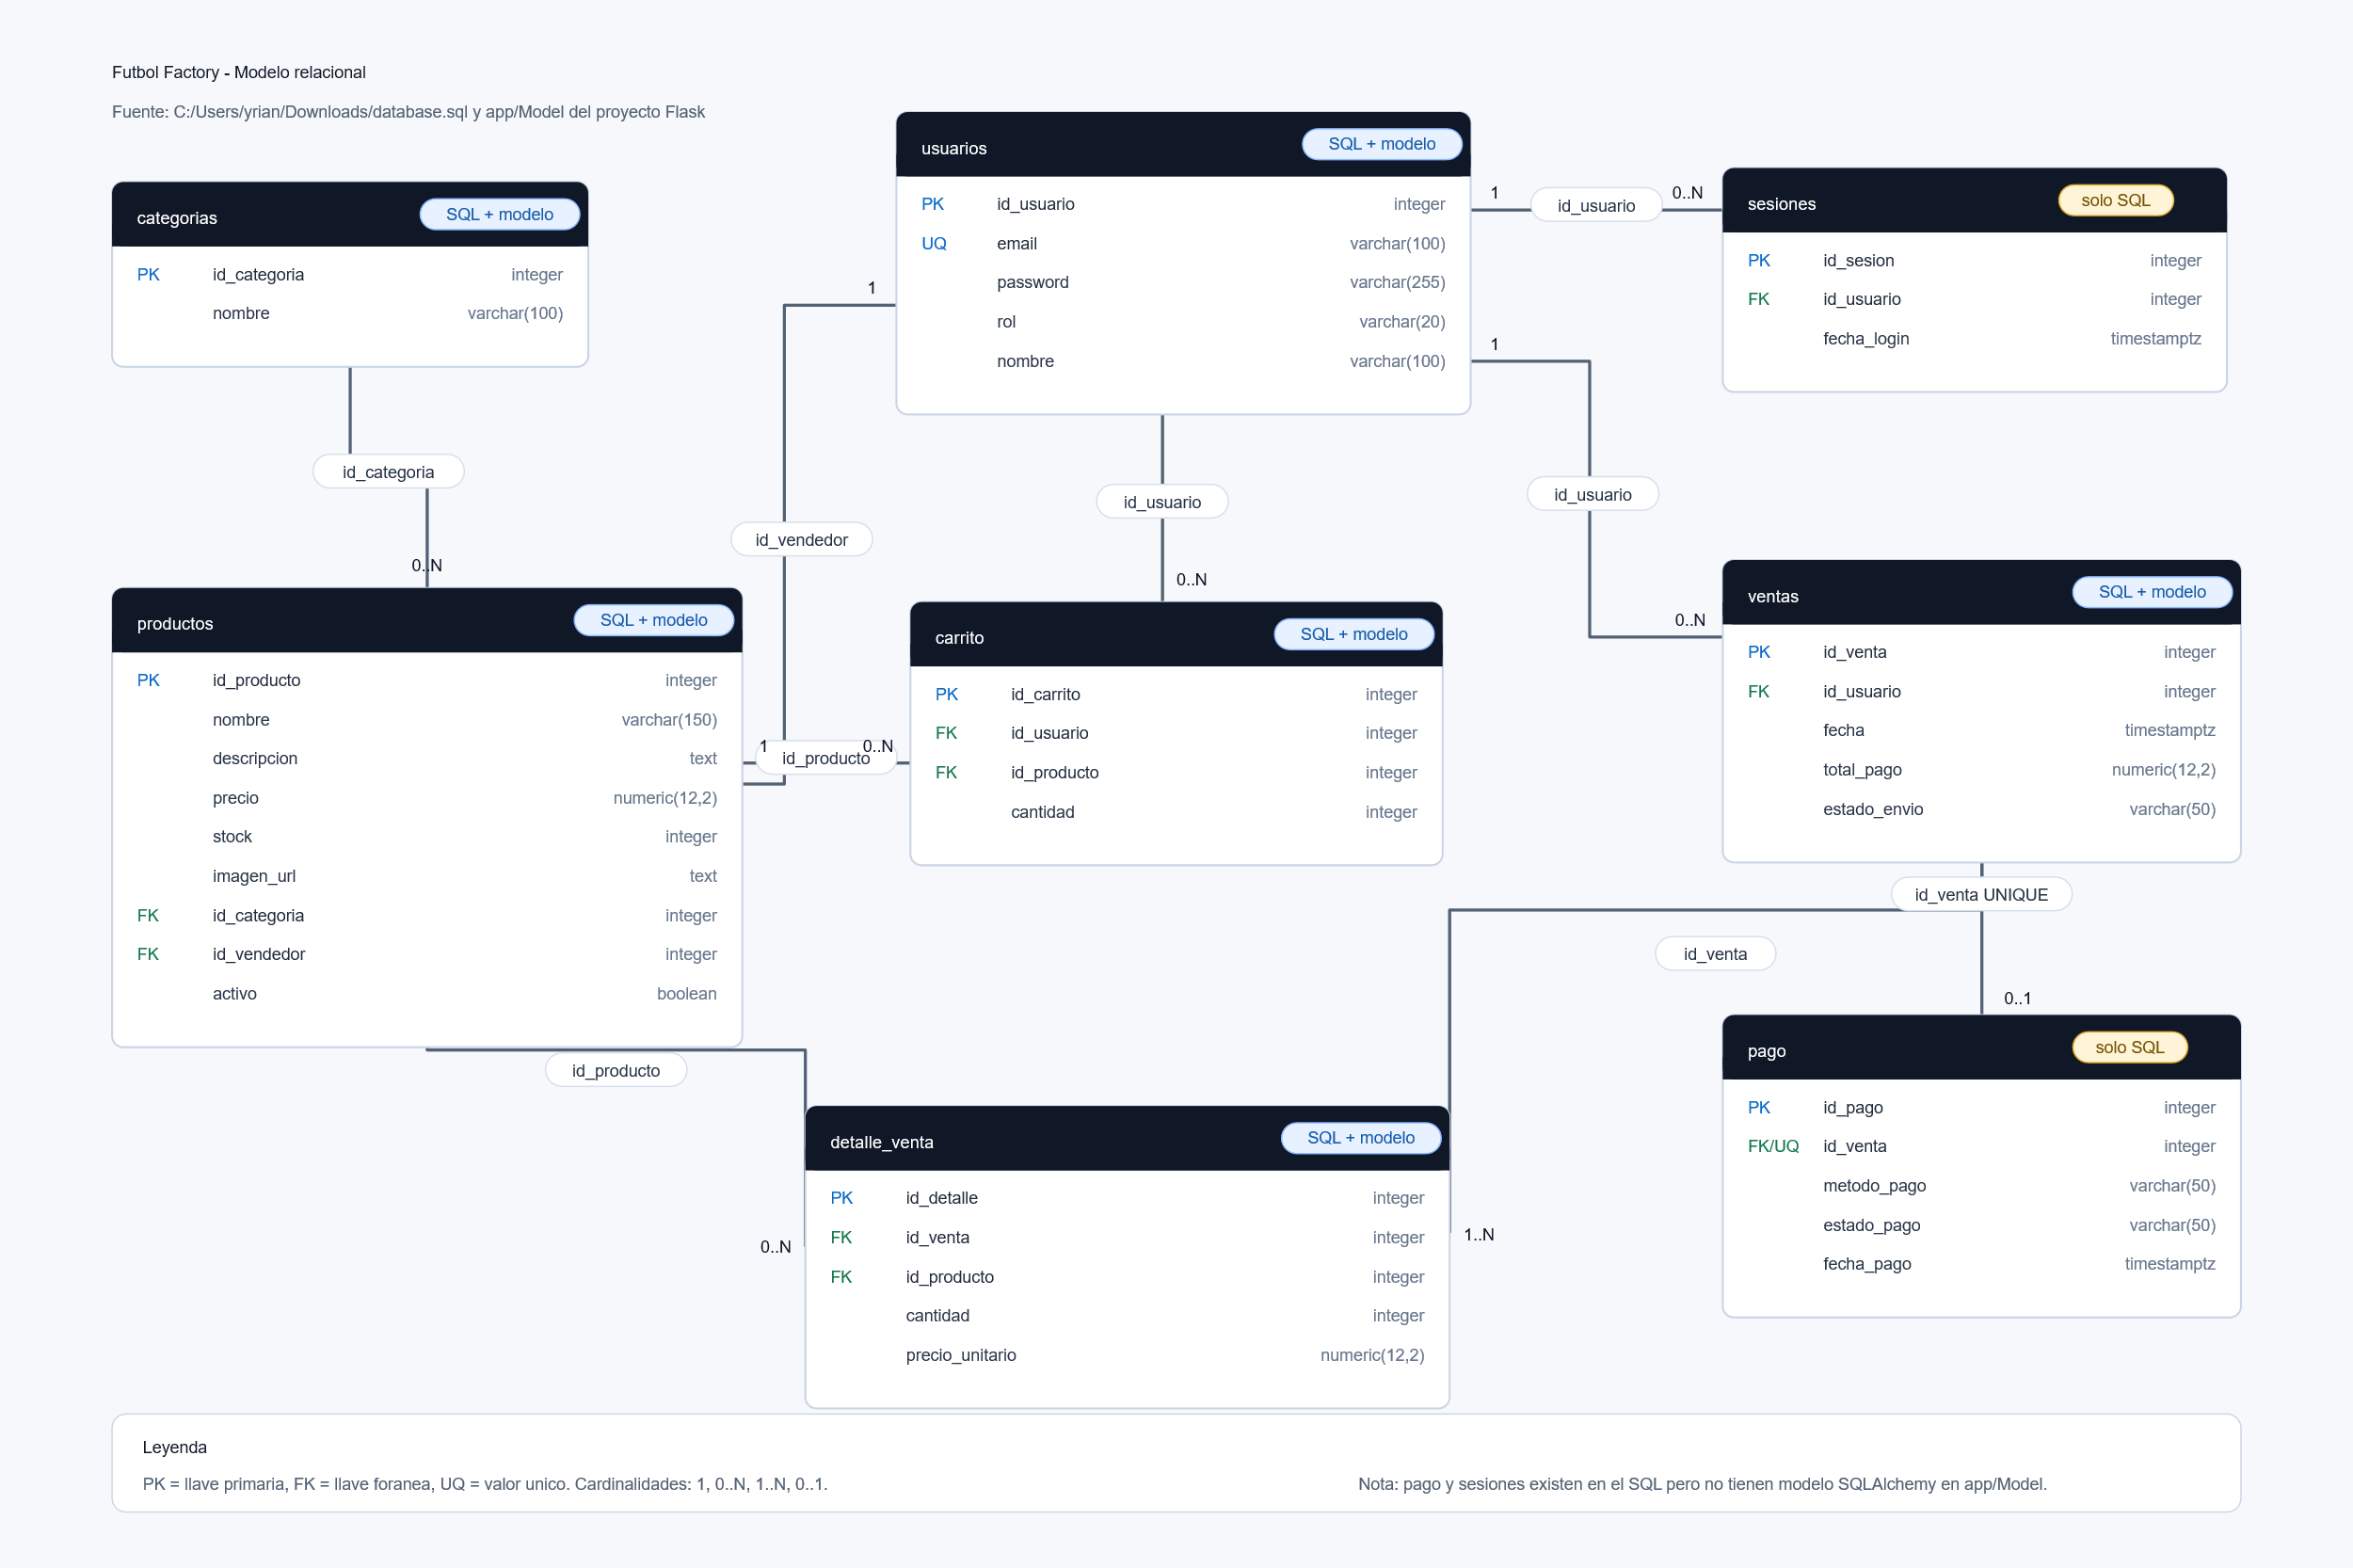 Futbol Factory - Modelo relacional
Fuente: C:/Users/yrian/Downloads/database.sql y app/Model del proyecto Flask
categorias SQL + modelo
PK id_categoria integer
nombre varchar(100)
usuarios SQL + modelo
PK id_usuario integer
UQ email varchar(100)
password varchar(255)
rol varchar(20)
nombre varchar(100)
1 id_usuario 0..N
sesiones solo SQL
PK id_sesion integer
FK id_usuario integer
fecha_login timestamptz
1
1
id_categoria
0..N
id_vendedor
id_usuario
0..N
id_usuario
0..N
productos SQL + modelo
PK id_producto integer
nombre varchar(150)
descripcion text
precio numeric(12,2)
stock integer
imagen_url text
FK id_categoria integer
FK id_vendedor integer
activo boolean
1 id_producto 0..N
carrito SQL + modelo
PK id_carrito integer
FK id_usuario integer
FK id_producto integer
cantidad integer
ventas SQL + modelo
PK id_venta integer
FK id_usuario integer
fecha timestamptz
total_pago numeric(12,2)
estado_envio varchar(50)
id_venta UNIQUE
id_venta
0..1
id_producto
0..N
1..N
detalle_venta SQL + modelo
PK id_detalle integer
FK id_venta integer
FK id_producto integer
cantidad integer
precio_unitario numeric(12,2)
pago solo SQL
PK id_pago integer
FK/UQ id_venta integer
metodo_pago varchar(50)
estado_pago varchar(50)
fecha_pago timestamptz
Leyenda
PK = llave primaria, FK = llave foranea, UQ = valor unico. Cardinalidades: 1, 0..N, 1..N, 0..1.
Nota: pago y sesiones existen en el SQL pero no tienen modelo SQLAlchemy en app/Model.